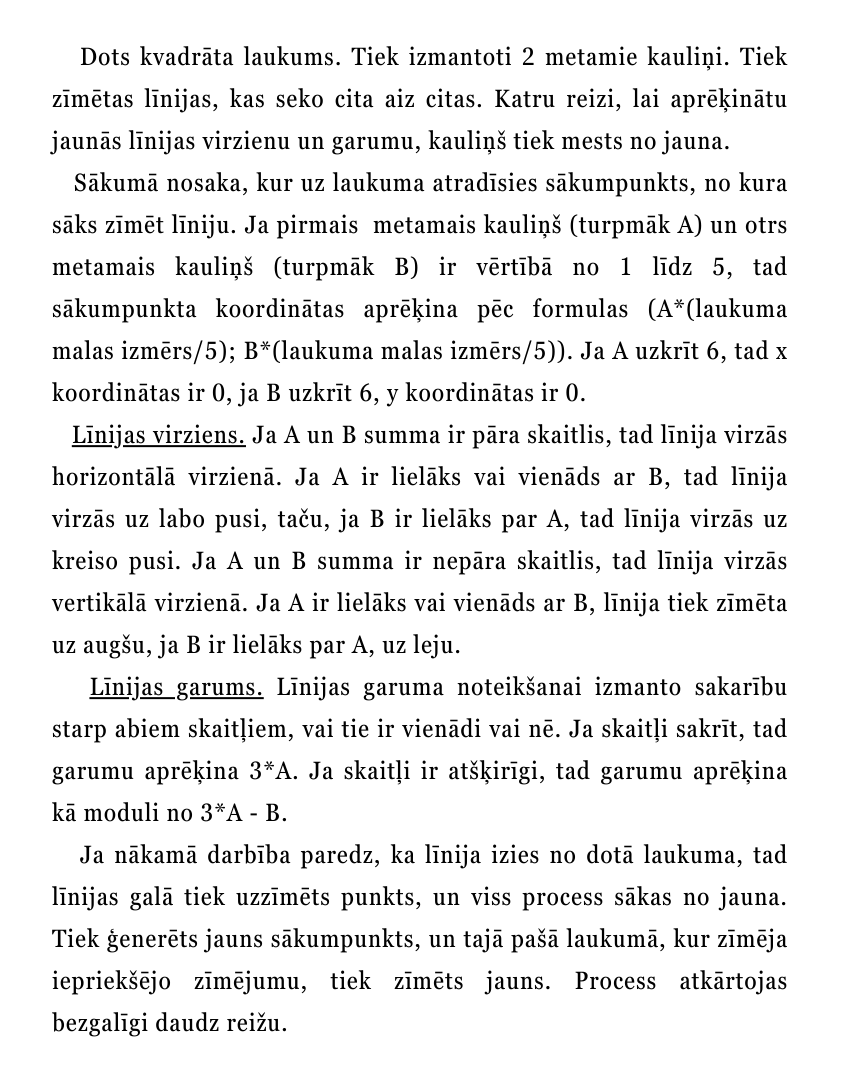 Dots kvadrāta laukums. Tiek izmantoti 2 metamie kauliņi. Tiek
zīmētas līnijas, kas seko cita aiz citas. Katru reizi, lai aprēķinātu
jaunās līnijas virzienu un garumu, kauliņš tiek mests no jauna.
Sākumā nosaka, kur uz laukuma atradīsies sākumpunkts, no kura
sāks zīmēt līniju. Ja pirmais metamais kauliņš (turpmāk A) un otrs
metamais kauliņš (turpmāk B) ir vērtībā no 1 līdz 5, tad
sākumpunkta koordinātas aprēķina pēc formulas (A*(laukuma
malas izmērs/5); B*(laukuma malas izmērs/5)). Ja A uzkrīt 6, tad x
koordinātas ir 0, ja B uzkrīt 6, y koordinātas ir 0.
Līnijas virziens. Ja A un B summa ir pāra skaitlis, tad līnija virzās
horizontālā virzienā. Ja A ir lielāks vai vienāds ar B, tad līnija
virzās uz labo pusi, taču, ja B ir lielāks par A, tad līnija virzās uz
kreiso pusi. Ja A un B summa ir nepāra skaitlis, tad līnija virzās
vertikālā virzienā. Ja A ir lielāks vai vienāds ar B, līnija tiek zīmēta
uz augšu, ja B ir lielāks par A, uz leju.
Līnijas garums. Līnijas garuma noteikšanai izmanto sakarību
starp abiem skaitļiem, vai tie ir vienādi vai nē. Ja skaitļi sakrīt, tad
garumu aprēķina 3*A. Ja skaitļi ir atšķirīgi, tad garumu aprēķina
kā moduli no 3*A - B.
Ja nākamā darbība paredz, ka līnija izies no dotā laukuma, tad
līnijas galā tiek uzzīmēts punkts, un viss process sākas no jauna.
Tiek ģenerēts jauns sākumpunkts, un tajā pašā laukumā, kur zīmēja
iepriekšējo zīmējumu, tiek zīmēts jauns. Process atkārtojas
bezgalīgi daudz reižu.